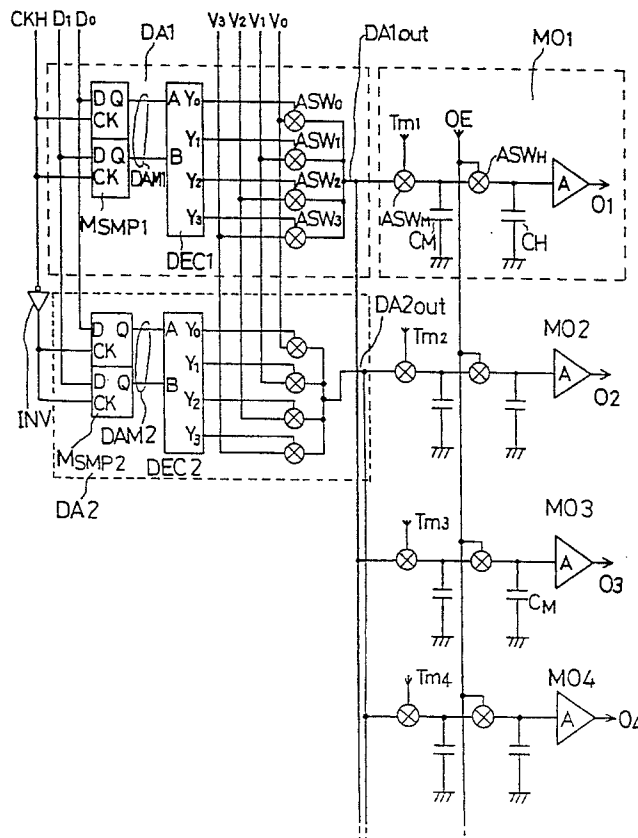 CKH D1 D0 V3 V2 V1 V0
DA1
DA1out
MO1
D Q
CK
D Q
CK
MSMP1
DAM1
A
B
Y0
Y1
Y2
Y3
DEC1
ASW0
ASW1
ASW2
ASW3
Tm1
OE
ASWH
ASWM
CM
CH
A
O1
INV
D Q
CK
D Q
CK
MSMP2
DAM2
A
B
Y0
Y1
Y2
Y3
DEC2
DA2
DA2out
Tm2
MO2
A
O2
Tm3
MO3
A
O3
CM
Tm4
MO4
A
O4